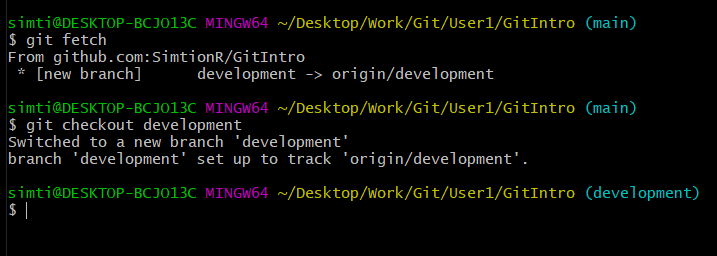 simti@DESKTOP-BCJO13C MINGW64 ~/Desktop/Work/Git/User1/GitIntro (main)
$ git fetch
From github.com:SimtionR/GitIntro
 * [new branch]      development -> origin/development
simti@DESKTOP-BCJO13C MINGW64 ~/Desktop/Work/Git/User1/GitIntro (main)
$ git checkout development
Switched to a new branch 'development'
branch 'development' set up to track 'origin/development'.
simti@DESKTOP-BCJO13C MINGW64 ~/Desktop/Work/Git/User1/GitIntro (development)
$